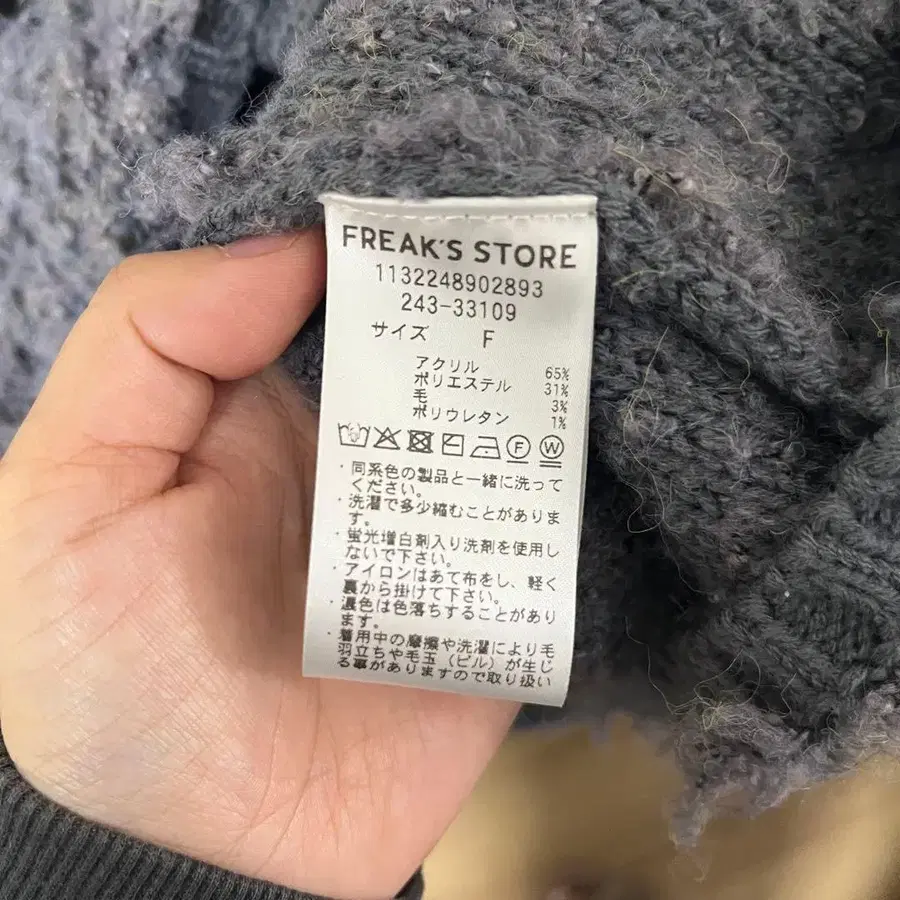 FREAK'S STORE
1132248902893
243-33109
サイズ F
アクリル 65%
ポリエステル 31%
毛 3%
ポリウレタン 1%
F W
・同系色の製品と一緒に洗って
ください。
・洗濯で多少縮むことがありま
す。
・蛍光増白剤入り洗剤を使用し
ないで下さい。
・アイロンはあて布をし、軽く
裏から掛けて下さい。
・濃色は色落ちすることがあり
ます。
・着用中の摩擦や洗濯により毛
羽立ちや毛玉（ピル）が生じ
る事がありますので取り扱い